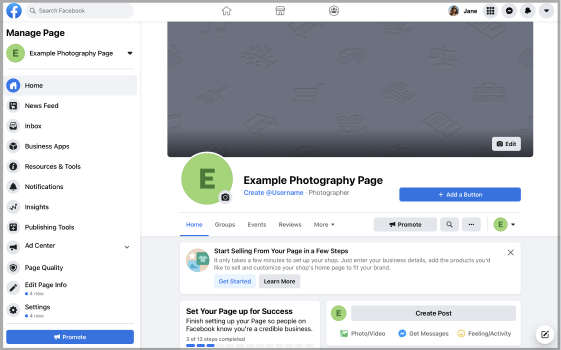 Search Facebook
Jane
Manage Page
E Example Photography Page
Home
News Feed
Inbox
Business Apps
Resources & Tools
Notifications
Insights
Publishing Tools
Ad Center
Page Quality
Edit Page Info
4 new
Settings
4 new
Promote
Edit
E
Example Photography Page
Create @Username · Photographer
+ Add a Button
Home Groups Events Reviews More
Promote
E
Start Selling From Your Page in a Few Steps
It only takes a few minutes to set up your shop. Just enter your business details, add the products you'd
like to sell and customize your shop's home page to fit your brand.
Get Started Learn More
Set Your Page up for Success
Finish setting up your Page so people on
Facebook know you're a credible business.
3 of 13 steps completed
E Create Post
Photo/Video Get Messages Feeling/Activity